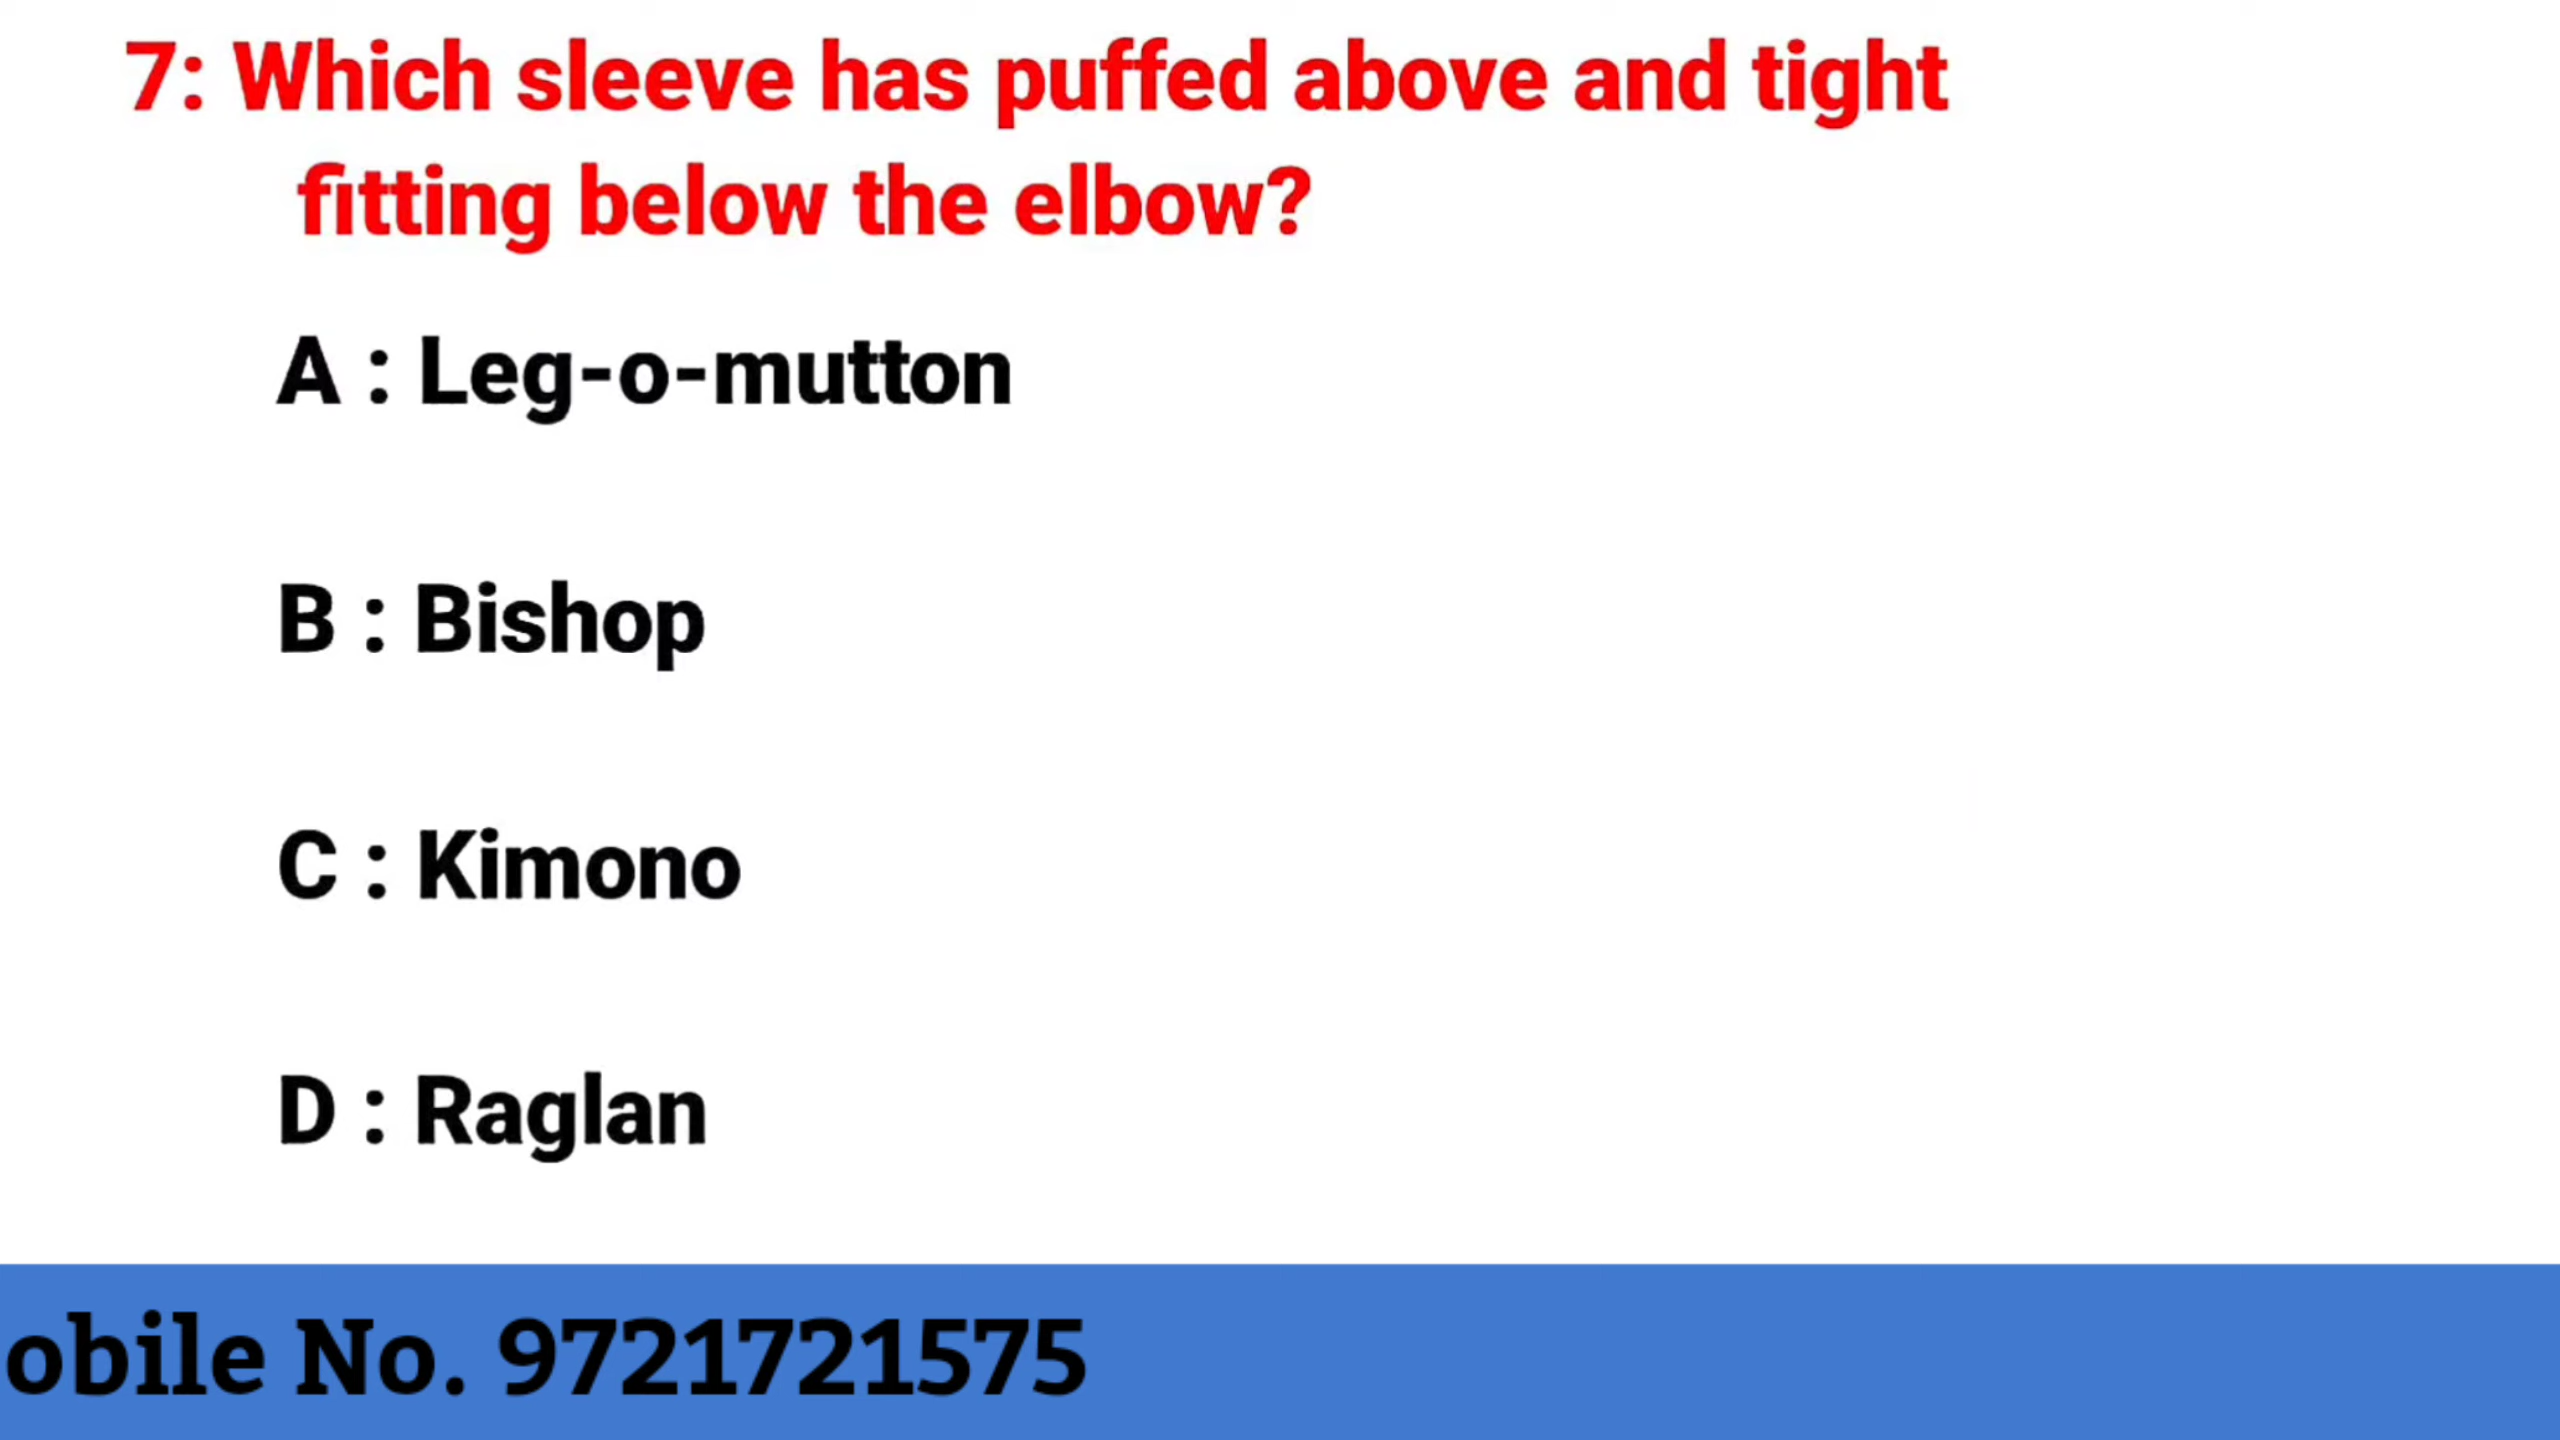 7: Which sleeve has puffed above and tight
fitting below the elbow?
A : Leg-o-mutton
B : Bishop
C : Kimono
D : Raglan
obile No. 9721721575